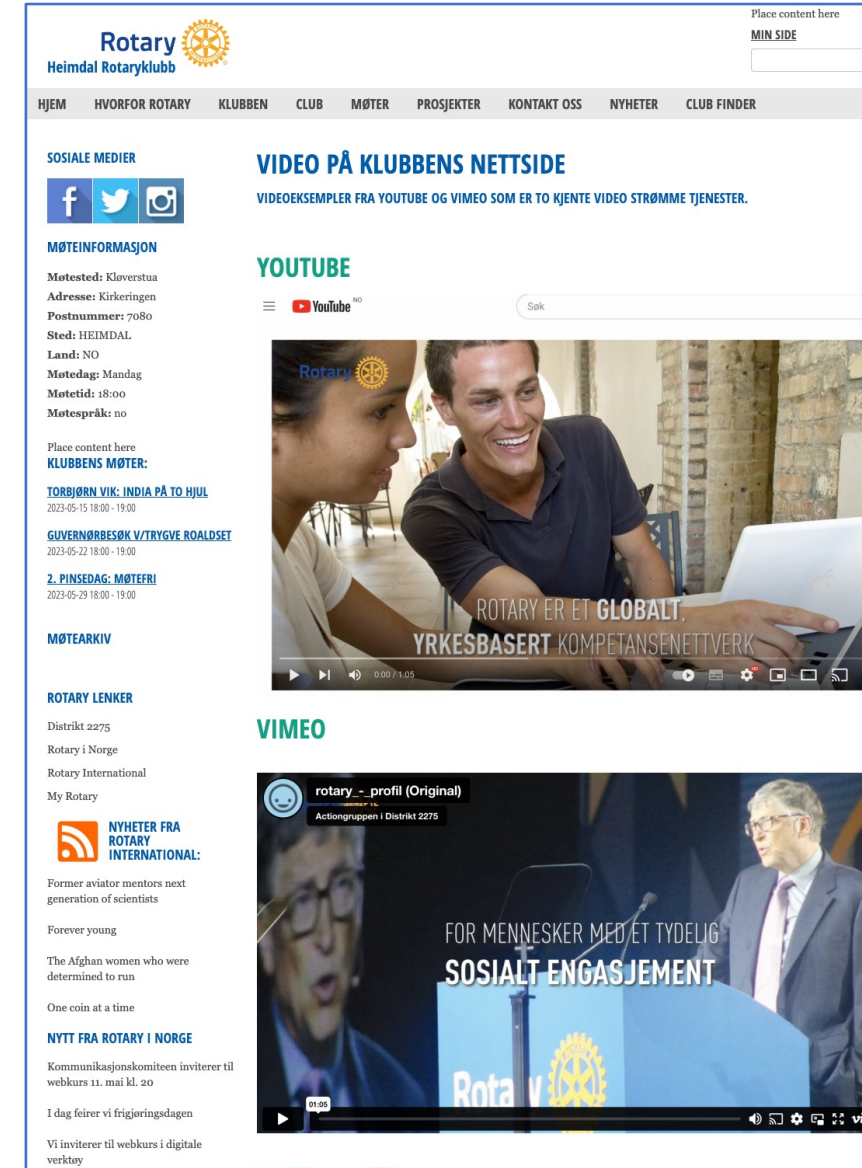 Place content here
MIN SIDE
Rotary
Heimdal Rotaryklubb
HJEM HVORFOR ROTARY KLUBBEN CLUB MØTER PROSJEKTER KONTAKT OSS NYHETER CLUB FINDER
SOSIALE MEDIER
MØTEINFORMASJON
Møtested: Kløverstua
Adresse: Kirkeringen
Postnummer: 7080
Sted: HEIMDAL
Land: NO
Møtedag: Mandag
Møtetid: 18:00
Møtespråk: no
Place content here
KLUBBENS MØTER:
TORBJØRN VIK: INDIA PÅ TO HJUL
2023-05-15 18:00 - 19:00
GUVERNØRBESØK V/TRYGVE ROALDSET
2023-05-22 18:00 - 19:00
2. PINSEDAG: MØTEFRI
2023-05-29 18:00 - 19:00
MØTEARKIV
ROTARY LENKER
Distrikt 2275
Rotary i Norge
Rotary International
My Rotary
NYHETER FRA
ROTARY
INTERNATIONAL:
Former aviator mentors next
generation of scientists
Forever young
The Afghan women who were
determined to run
One coin at a time
NYTT FRA ROTARY I NORGE
Kommunikasjonskomiteen inviterer til
webkurs 11. mai kl. 20
I dag feirer vi frigjøringsdagen
Vi inviterer til webkurs i digitale
verktøy
VIDEO PÅ KLUBBENS NETTSIDE
VIDEOEKSEMPLER FRA YOUTUBE OG VIMEO SOM ER TO KJENTE VIDEO STRØMME TJENESTER.
YOUTUBE
YouTube NO
Søk
Rotary
ROTARY ER ET GLOBALT,
YRKESBASERT KOMPETANSENETTVERK
0:00 / 1:05
HD
VIMEO
rotary_-_profil (Original)
Actiongruppen i Distrikt 2275
FOR MENNESKER MED ET TYDELIG
SOSIALT ENGASJEMENT
Rotary
01:05